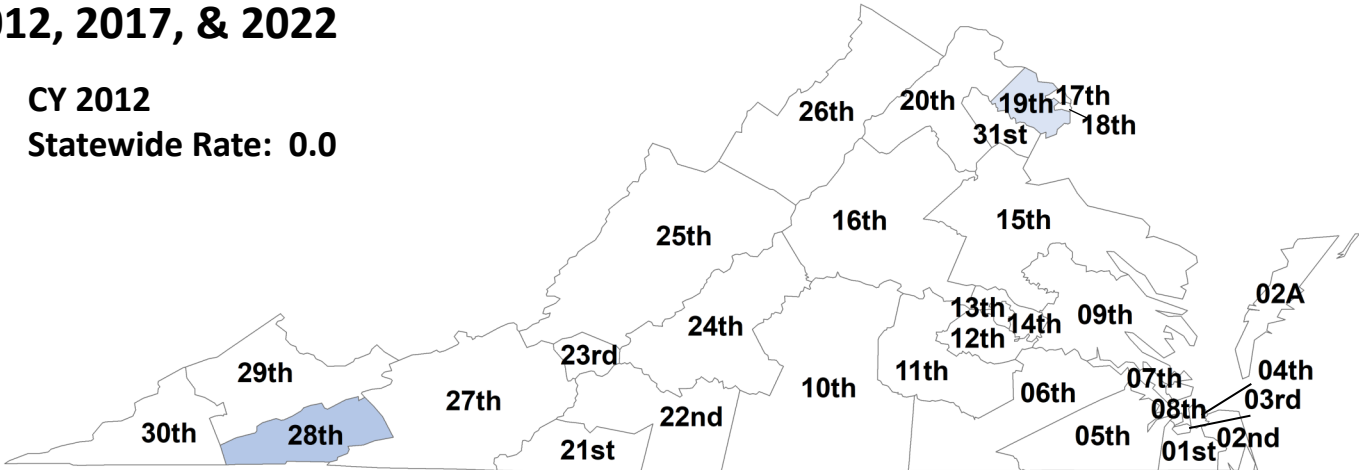 012, 2017, & 2022
CY 2012
Statewide Rate: 0.0
26th
20th
19th
17th
18th
31st
25th
16th
15th
02A
24th
13th
14th
09th
12th
23rd
29th
27th
10th
11th
06th
07th
04th
03rd
08th
30th
28th
22nd
21st
05th
01st
02nd